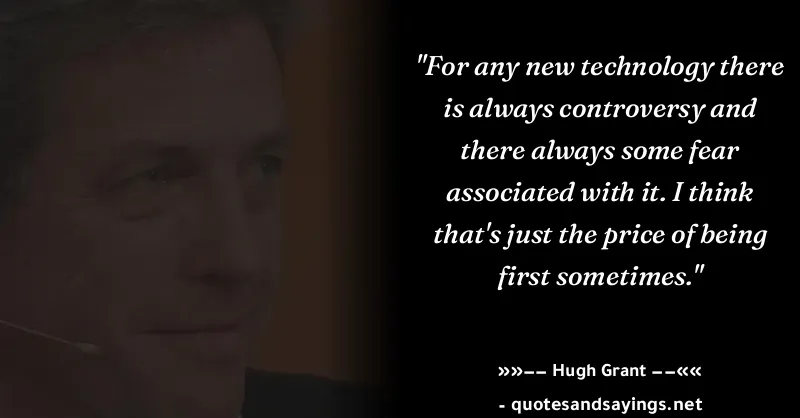 "For any new technology there
is always controversy and
there always some fear
associated with it. I think
that's just the price of being
first sometimes."
»»−− Hugh Grant −−««
- quotesandsayings.net